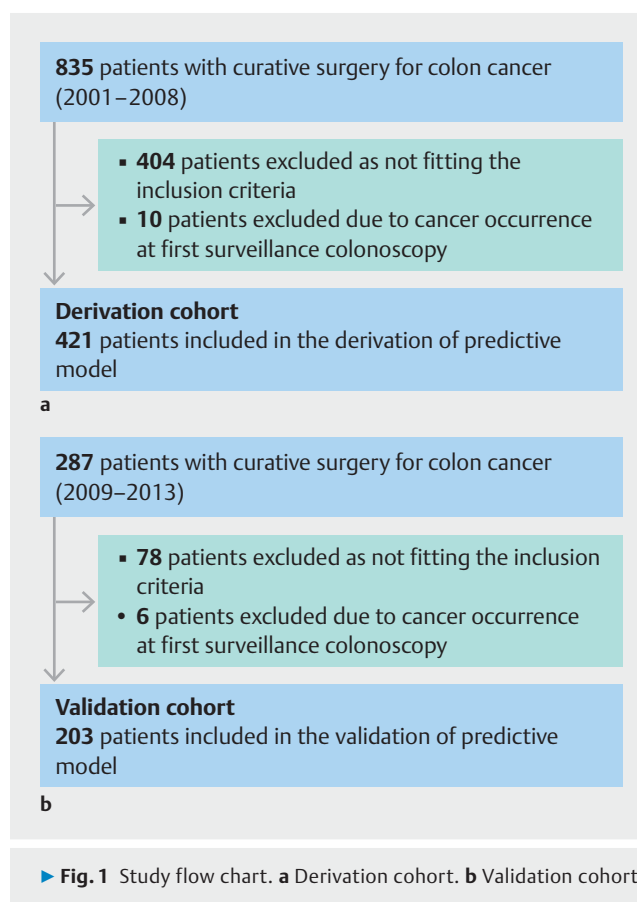 835 patients with curative surgery for colon cancer
(2001–2008)
▪ 404 patients excluded as not fitting the
inclusion criteria
▪ 10 patients excluded due to cancer occurrence
at first surveillance colonoscopy
Derivation cohort
421 patients included in the derivation of predictive
model
a
287 patients with curative surgery for colon cancer
(2009–2013)
▪ 78 patients excluded as not fitting the inclusion
criteria
• 6 patients excluded due to cancer occurrence
at first surveillance colonoscopy
Validation cohort
203 patients included in the validation of predictive
model
b
▶ Fig. 1 Study flow chart. a Derivation cohort. b Validation cohort